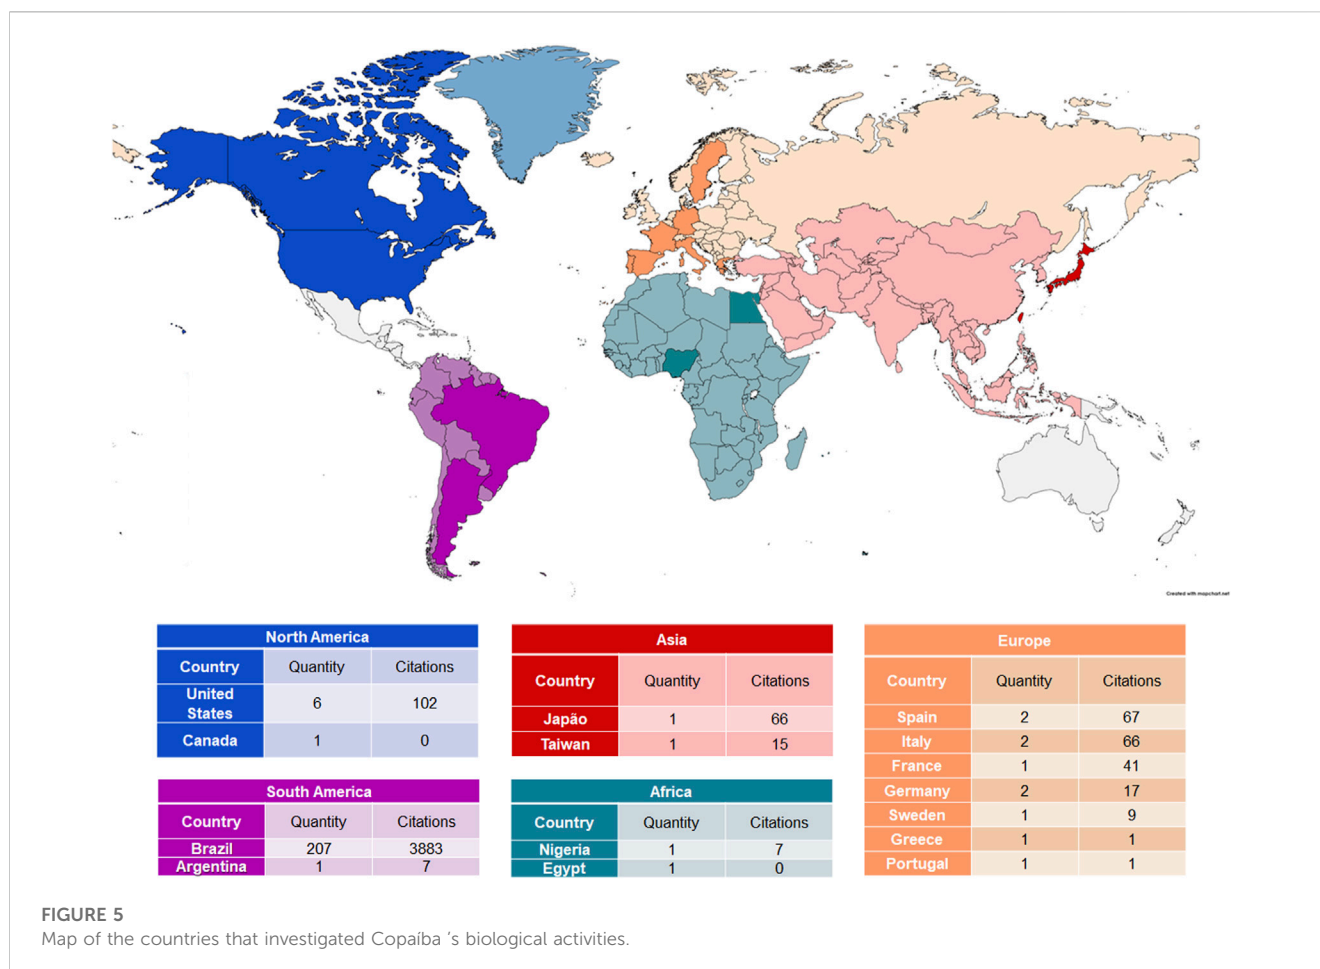 Created with mapchart.net
North America
Country Quantity Citations
United
States 6 102
Canada 1 0
South America
Country Quantity Citations
Brazil 207 3883
Argentina 1 7
Asia
Country Quantity Citations
Japão 1 66
Taiwan 1 15
Africa
Country Quantity Citations
Nigeria 1 7
Egypt 1 0
Europe
Country Quantity Citations
Spain 2 67
Italy 2 66
France 1 41
Germany 2 17
Sweden 1 9
Greece 1 1
Portugal 1 1
FIGURE 5
Map of the countries that investigated Copaíba ´s biological activities.